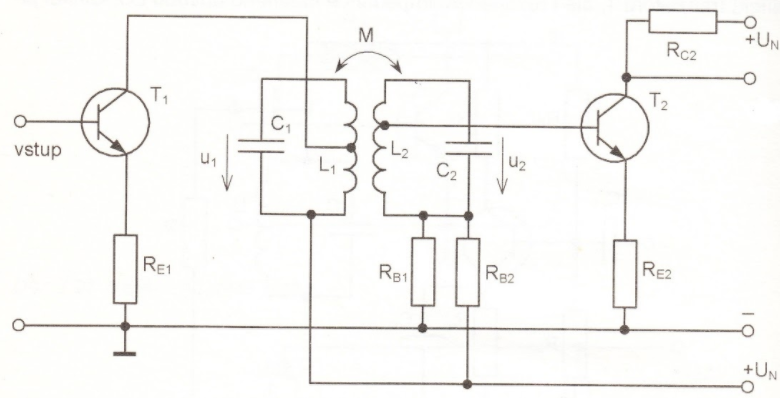 M
+U_N
R_C2
T_1
T_2
C_1
vstup
u_1
L_1
L_2
C_2
u_2
R_E1
R_B1
R_B2
R_E2
−
+U_N